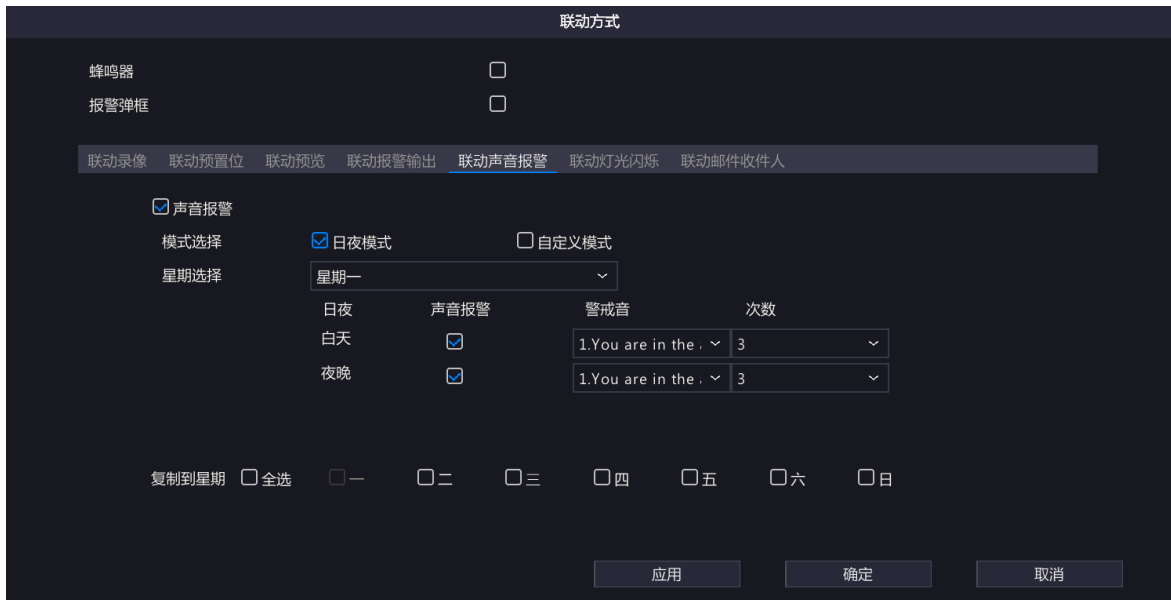 联动方式
蜂鸣器
报警弹框
联动录像 联动预置位 联动预览 联动报警输出 联动声音报警 联动灯光闪烁 联动邮件收件人
声音报警
模式选择 日夜模式 自定义模式
星期选择 星期一
日夜 声音报警 警戒音 次数
白天 1.You are in the 3
夜晚 1.You are in the 3
复制到星期 全选 一 二 三 四 五 六 日
应用 确定 取消